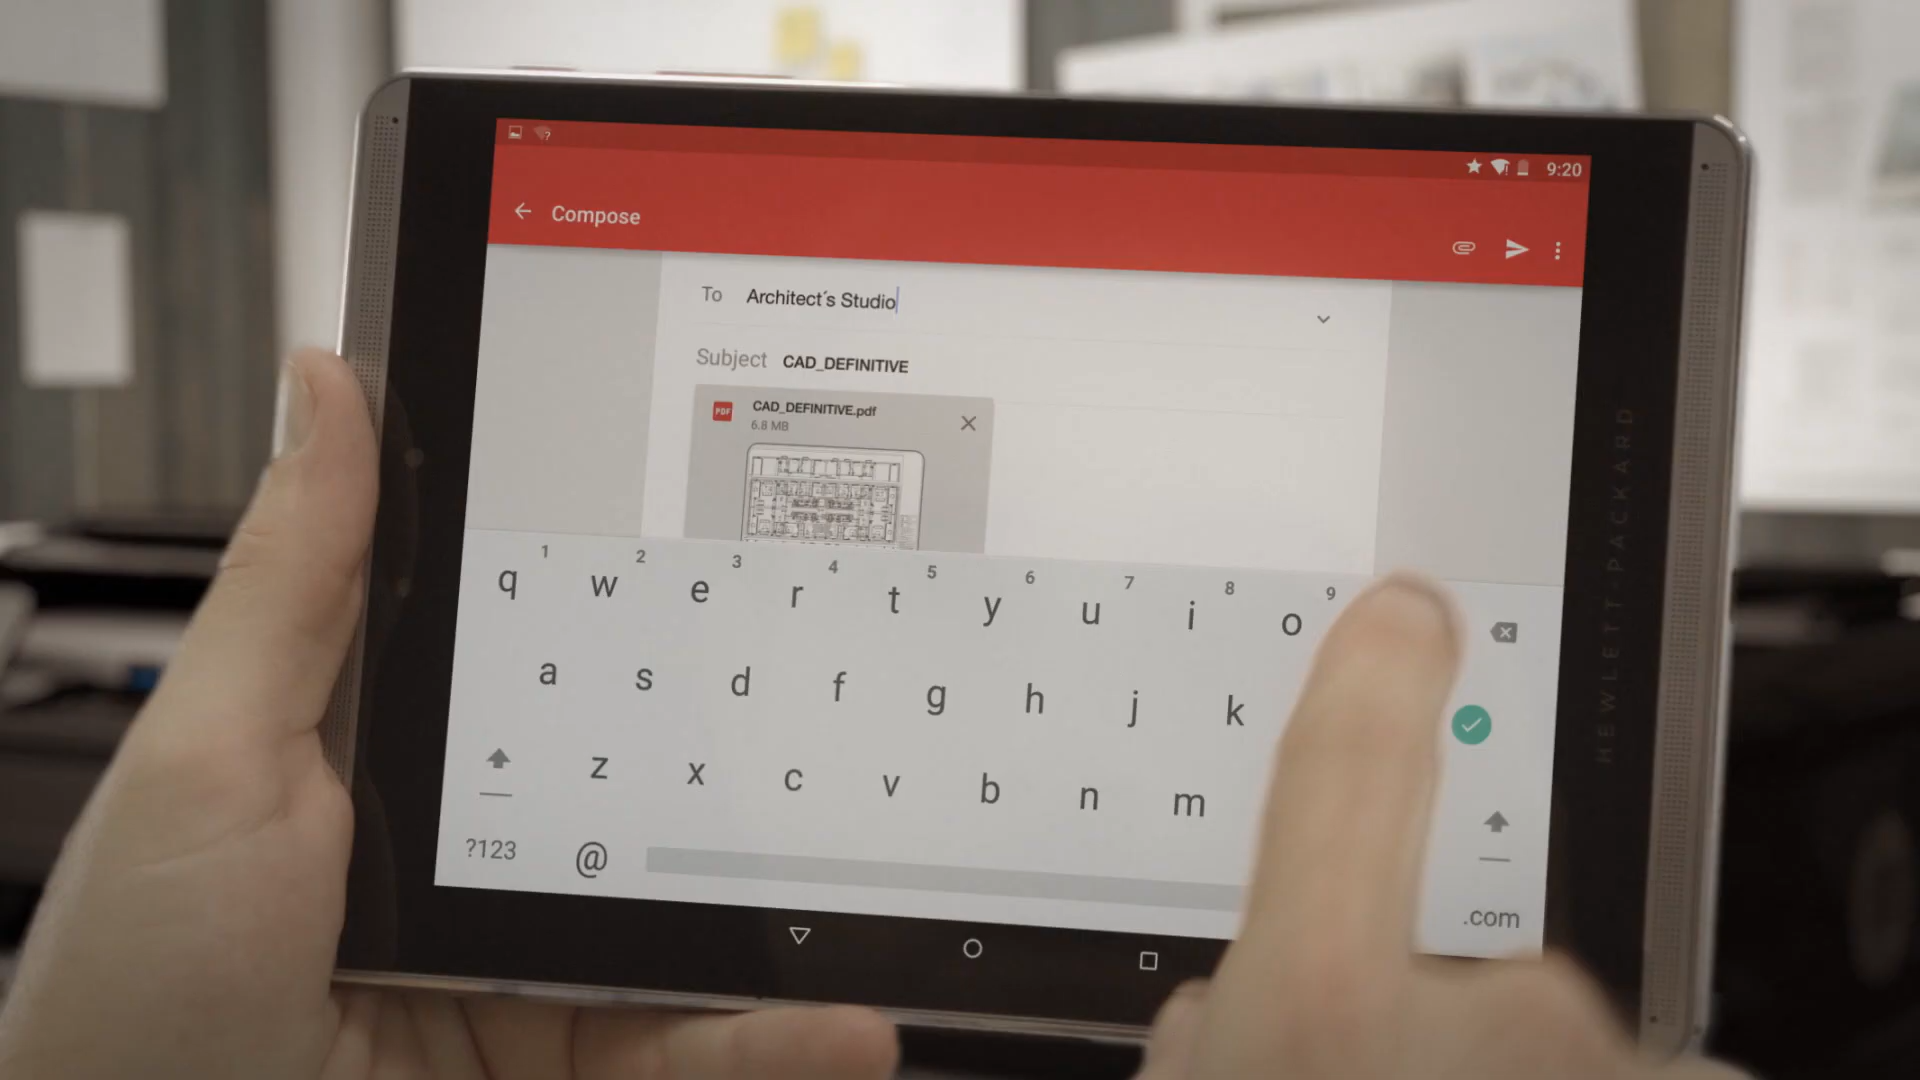 9:20
Compose
To Architect´s Studio
Subject CAD_DEFINITIVE
PDF CAD_DEFINITIVE.pdf
6.8 MB
1 2 3 4 5 6 7 8 9
q w e r t y u i o
a s d f g h j k
z x c v b n m
?123 @ .com
HEWLETT-PACKARD